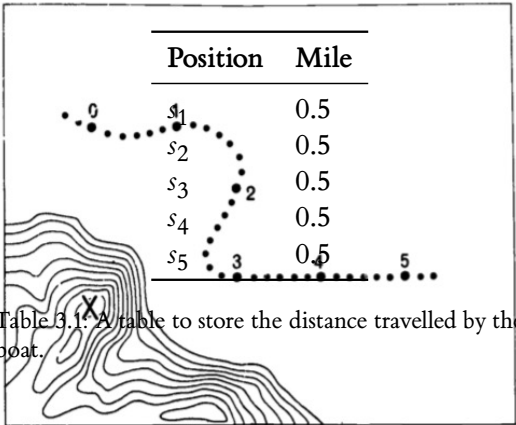 Position Mile
0 1
s1 0.5
s2 0.5
s3 0.5
2
s4 0.5
s5 0.5
3 4 5
X
Table 3.1: A table to store the distance travelled by the
boat.